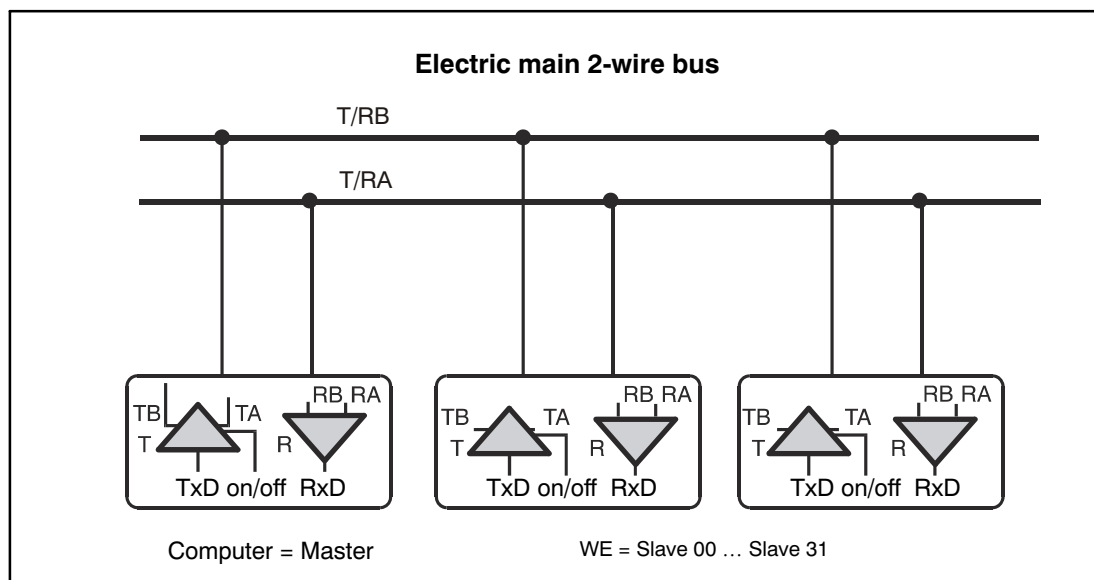 Electric main 2-wire bus
T/RB
T/RA
TB TA RB RA
T R
TxD on/off RxD
TB TA RB RA
T R
TxD on/off RxD
TB TA RB RA
T R
TxD on/off RxD
Computer = Master
WE = Slave 00 … Slave 31